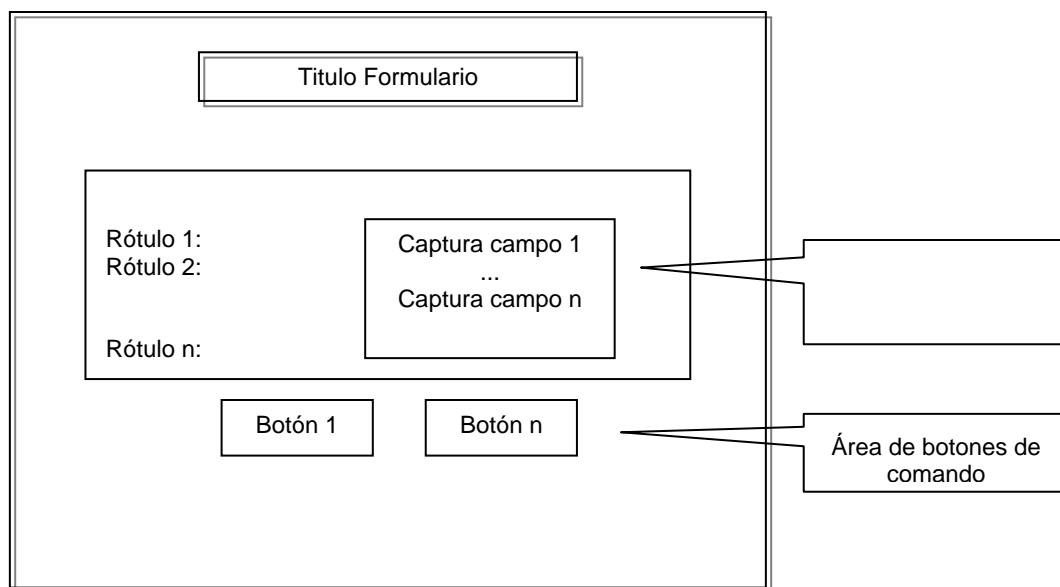 Titulo Formulario
Rótulo 1:
Rótulo 2:
Rótulo n:
Captura campo 1
...
Captura campo n
Botón 1
Botón n
Área de botones de
comando